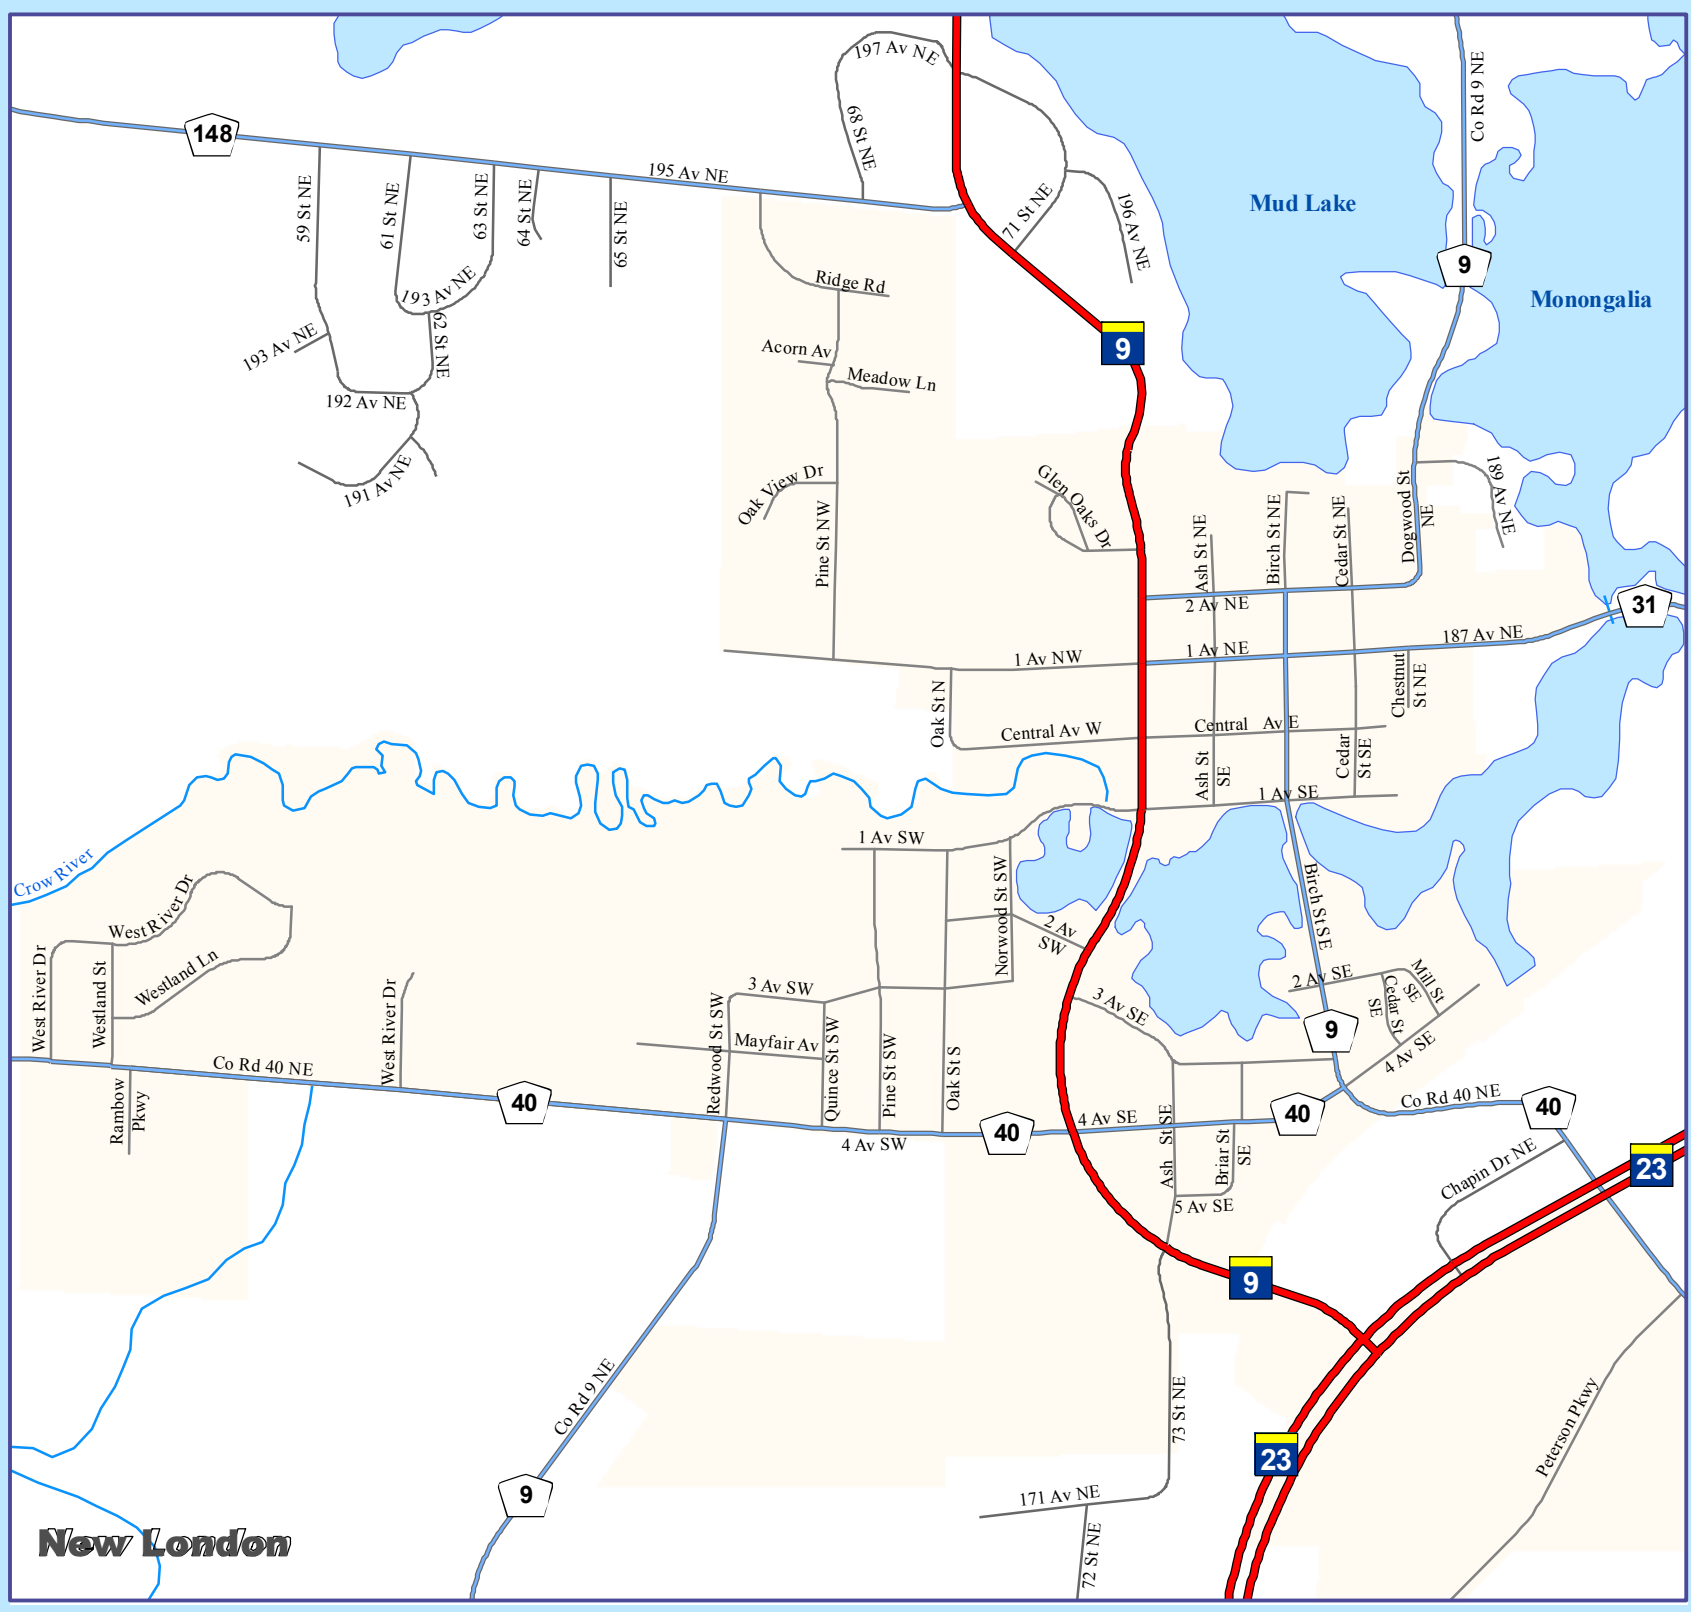 197 Av NE
Co Rd 9 NE
148
68 St NE
195 Av NE
59 St NE
61 St NE
63 St NE
64 St NE
65 St NE
71 St NE
196 Av NE
Mud Lake
9
Monongalia
193 Av NE
Ridge Rd
62 St NE
193 Av NE
9
Acorn Av
Meadow Ln
192 Av NE
191 Av NE
Oak View Dr
Pine St NW
Glen Oaks Dr
Ash St NE
Birch St NE
Cedar St NE
Dogwood St
NE
189 Av NE
2 Av NE
31
187 Av NE
1 Av NW
1 Av NE
Chestnut
St NE
Oak St N
Central Av W
Central Av E
Ash St
SE
Cedar
St SE
1 Av SE
1 Av SW
Crow River
West River Dr
Norwood St SW
2 Av
SW
Birch St SE
West River Dr
Westland St
Westland Ln
West River Dr
3 Av SW
Redwood St SW
Mayfair Av
Quince St SW
Pine St SW
Oak St S
3 Av SE
2 Av SE
Mill St
SE
Cedar St
SE
9
4 Av SE
Co Rd 40 NE
40
40
4 Av SW
4 Av SE
40
Co Rd 40 NE
40
Rambow
Pkwy
Ash St SE
Briar St
SE
5 Av SE
Chapin Dr NE
23
9
Co Rd 9 NE
73 St NE
23
Peterson Pkwy
9
171 Av NE
72 St NE
New London